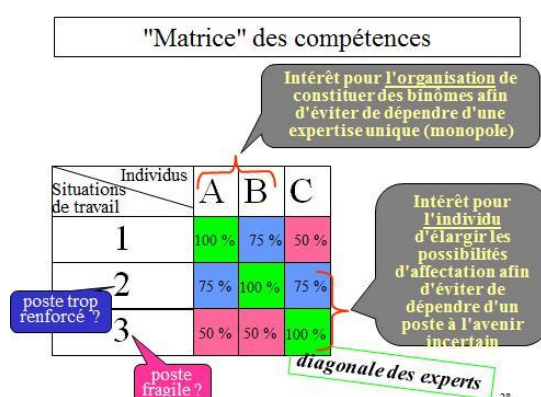 "Matrice" des compétences
Intérêt pour l'organisation de
constituer des binômes afin
d'éviter de dépendre d'une
expertise unique (monopole)
Individus
Situations
de travail
A B C
1 100 % 75 % 50 %
2 75 % 100 % 75 %
3 50 % 50 % 100 %
Intérêt pour
l'individu
d'élargir les
possibilités
d'affectation afin
d'éviter de
dépendre d'un
poste à l'avenir
incertain
poste trop
renforcé ?
poste
fragile ?
diagonale des experts